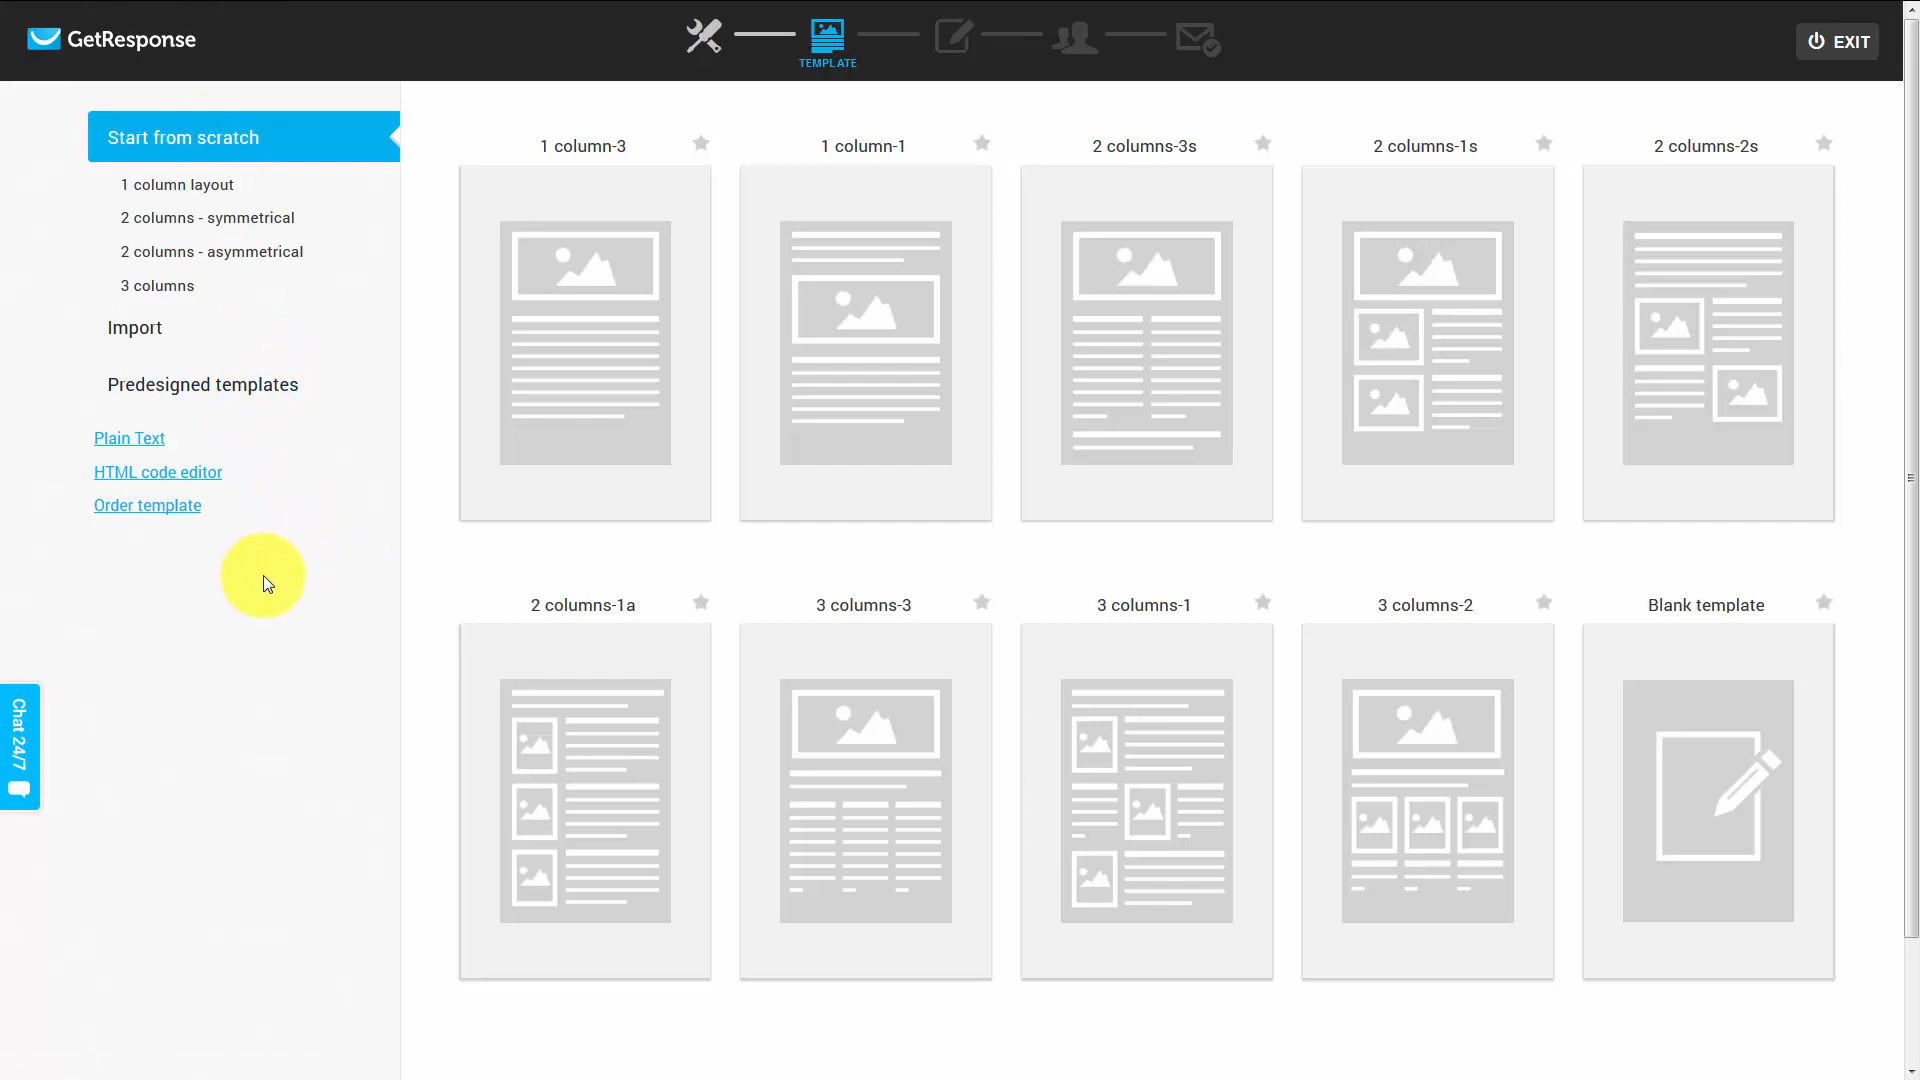 GetResponse
TEMPLATE
EXIT
Start from scratch
1 column layout
2 columns - symmetrical
2 columns - asymmetrical
3 columns
Import
Predesigned templates
Plain Text
HTML code editor
Order template
Chat 24/7
1 column-3
1 column-1
2 columns-3s
2 columns-1s
2 columns-2s
2 columns-1a
3 columns-3
3 columns-1
3 columns-2
Blank template